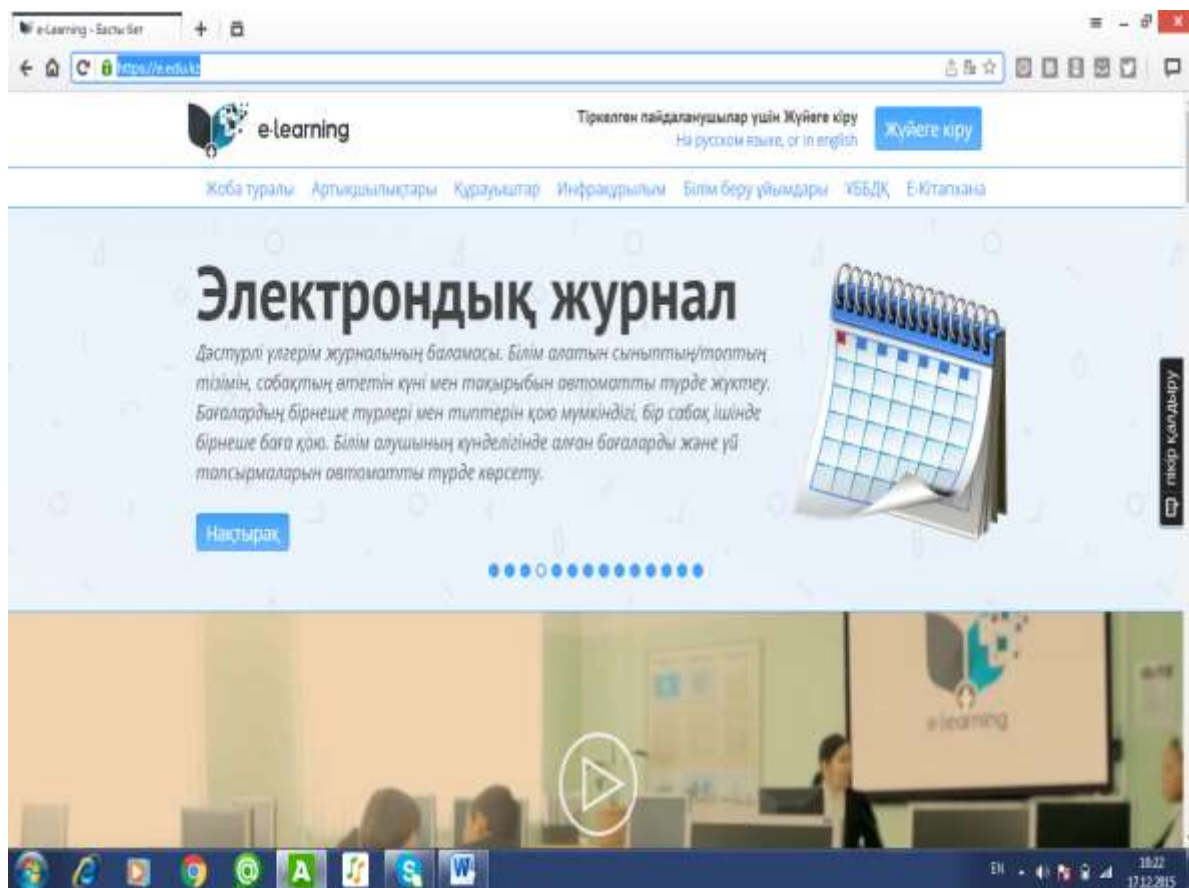 e-Learning - Басты бет
https://e.edu.kz
e-learning
Тіркелген пайдаланушылар үшін Жүйеге кіру
На русском языке, or in english
Жүйеге кіру
Жоба туралы Артықшылықтары Құрауыштар Инфрақұрылым Білім беру ұйымдары ҰББДҚ Е-Кітапхана
Электрондық журнал
Дәстүрлі үлгерім журналының баламасы. Білім алатын сыныптың/топтың
тізімін, сабақтың өтетін күні мен тақырыбын автоматты түрде жүктеу.
Бағалардың бірнеше түрлері мен типтерін қою мүмкіндігі, бір сабақ ішінде
бірнеше баға қою. Білім алушының күнделігінде алған бағаларды және үй
тапсырмаларын автоматты түрде көрсету.
Нақтырақ
пікір қалдыру
e-learning
EN
18:22
17.12.2015